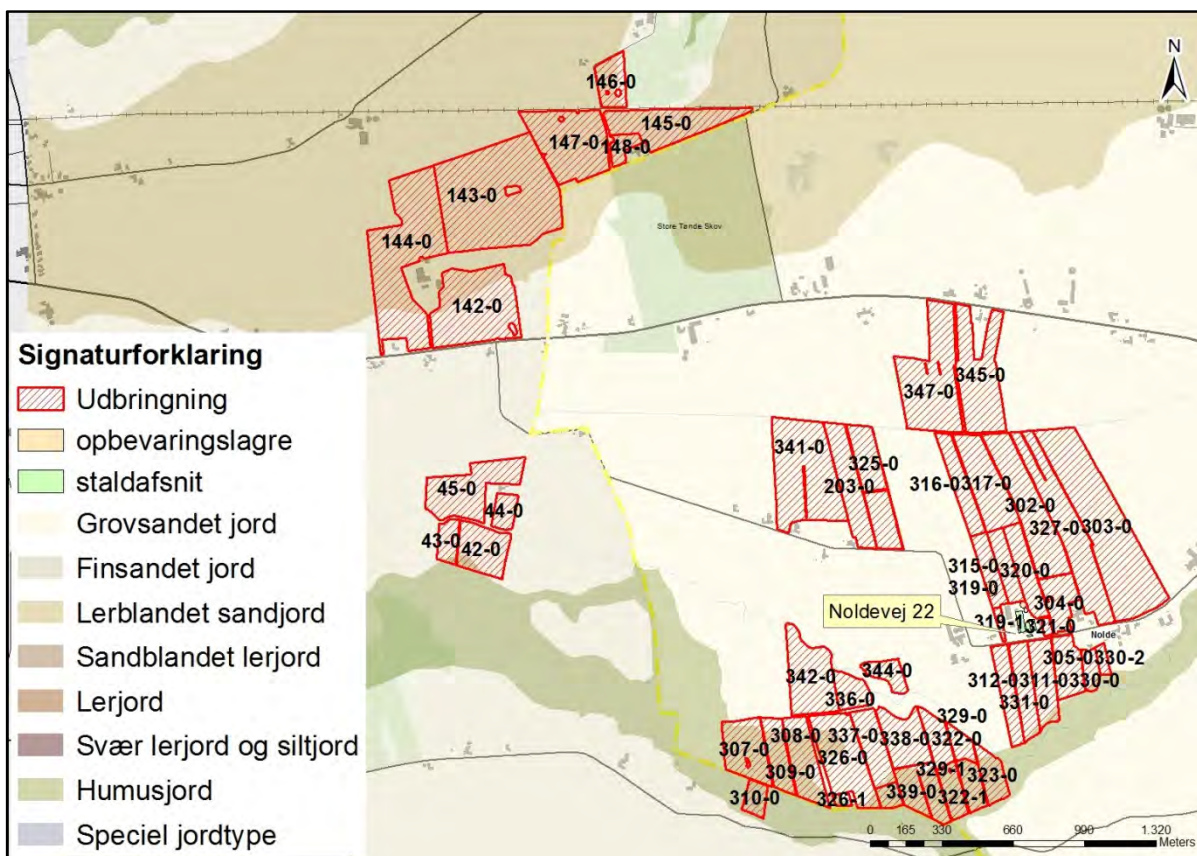 N
146-0
145-0
147-0
148-0
143-0
144-0
142-0
Store Tønde Skov
Signaturforklaring
Udbringning
opbevaringslagre
staldafsnit
Grovsandet jord
Finsandet jord
Lerblandet sandjord
Sandblandet lerjord
Lerjord
Svær lerjord og siltjord
Humusjord
Speciel jordtype
347-0
345-0
341-0
325-0
203-0
316-0
317-0
302-0
327-0
303-0
45-0
44-0
43-0
42-0
315-0
320-0
319-0
304-0
Noldevej 22
319-1
321-0
Nolde
305-0
330-2
312-0
311-0
330-0
331-0
342-0
344-0
336-0
329-0
307-0
308-0
337-0
338-0
322-0
326-0
309-0
329-1
323-0
310-0
326-1
339-0
322-1
0 165 330 660 990 1.320
Meters